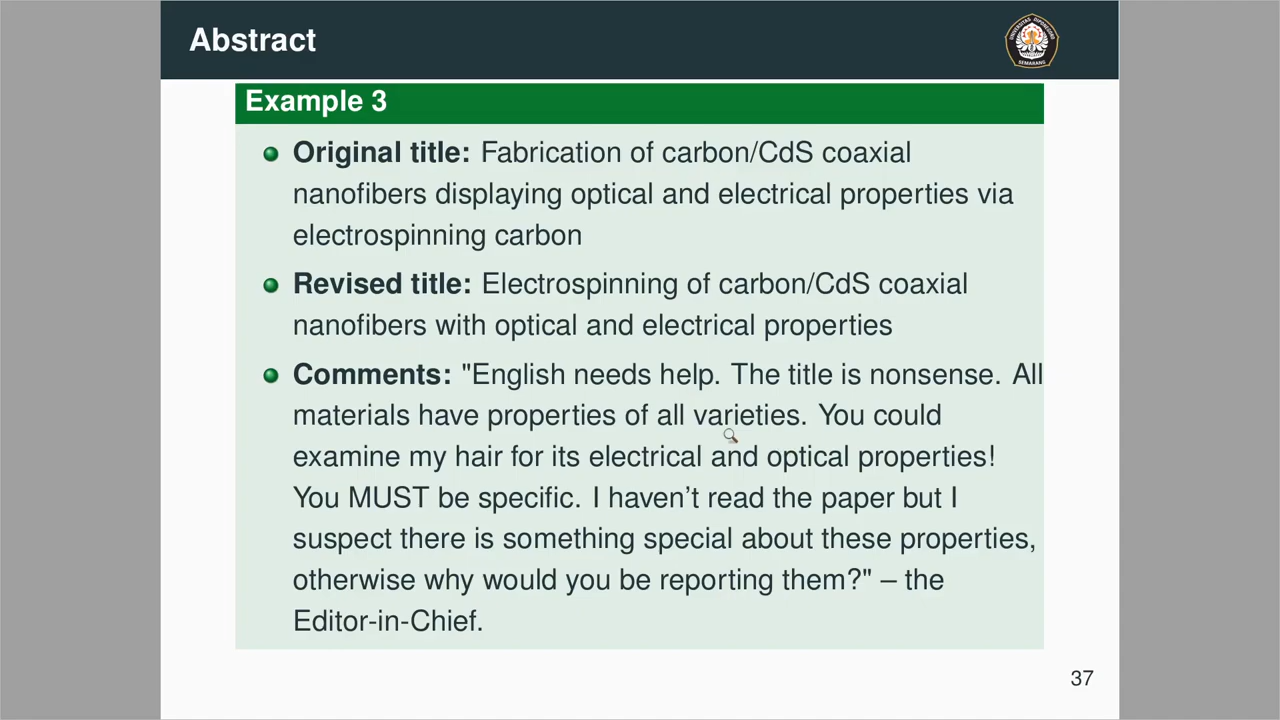 Abstract
UNIVERSITAS DIPONEGORO
SEMARANG
Example 3
Original title: Fabrication of carbon/CdS coaxial
nanofibers displaying optical and electrical properties via
electrospinning carbon
Revised title: Electrospinning of carbon/CdS coaxial
nanofibers with optical and electrical properties
Comments: "English needs help. The title is nonsense. All
materials have properties of all varieties. You could
examine my hair for its electrical and optical properties!
You MUST be specific. I haven't read the paper but I
suspect there is something special about these properties,
otherwise why would you be reporting them?" – the
Editor-in-Chief.
37